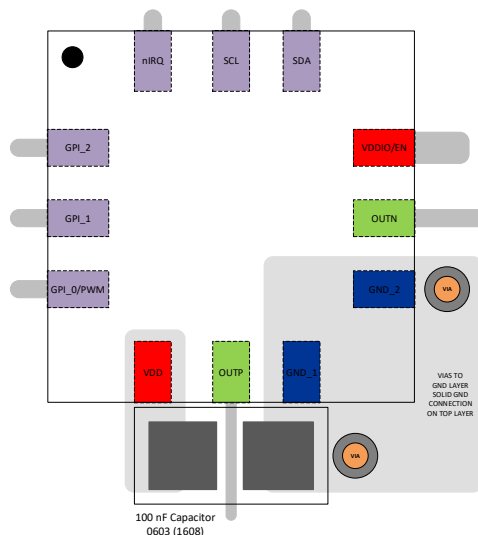 nIRQ
SCL
SDA
GPI_2
VDDIO/EN
GPI_1
OUTN
GPI_0/PWM
GND_2
VIA
VDD
OUTP
GND_1
VIAS TO
GND LAYER
SOLID GND
CONNECTION
ON TOP LAYER
VIA
100 nF Capacitor
0603 (1608)